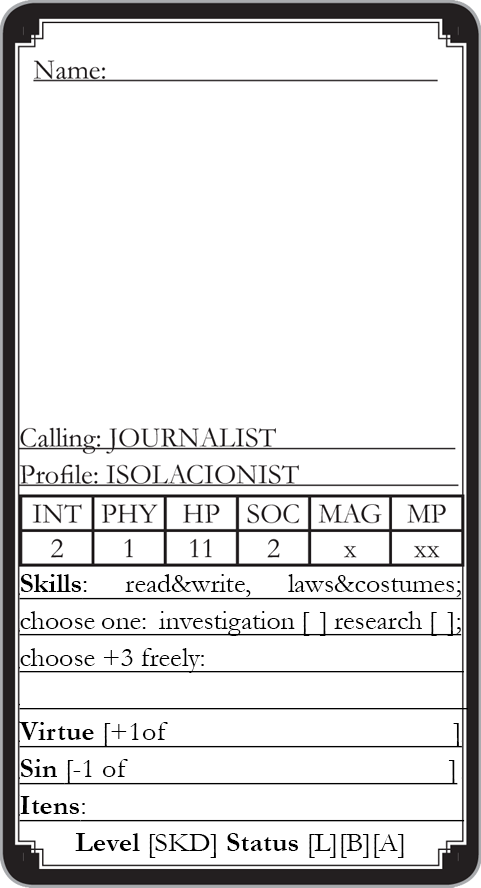 Name:
Calling: JOURNALIST
Profile: ISOLACIONIST
INT PHY HP SOC MAG MP
2 1 11 2 x xx
Skills: read&write, laws&costumes;
choose one: investigation [ ] research [ ];
choose +3 freely:
Virtue [+1of ]
Sin [-1 of ]
Itens:
Level [SKD] Status [L][B][A]